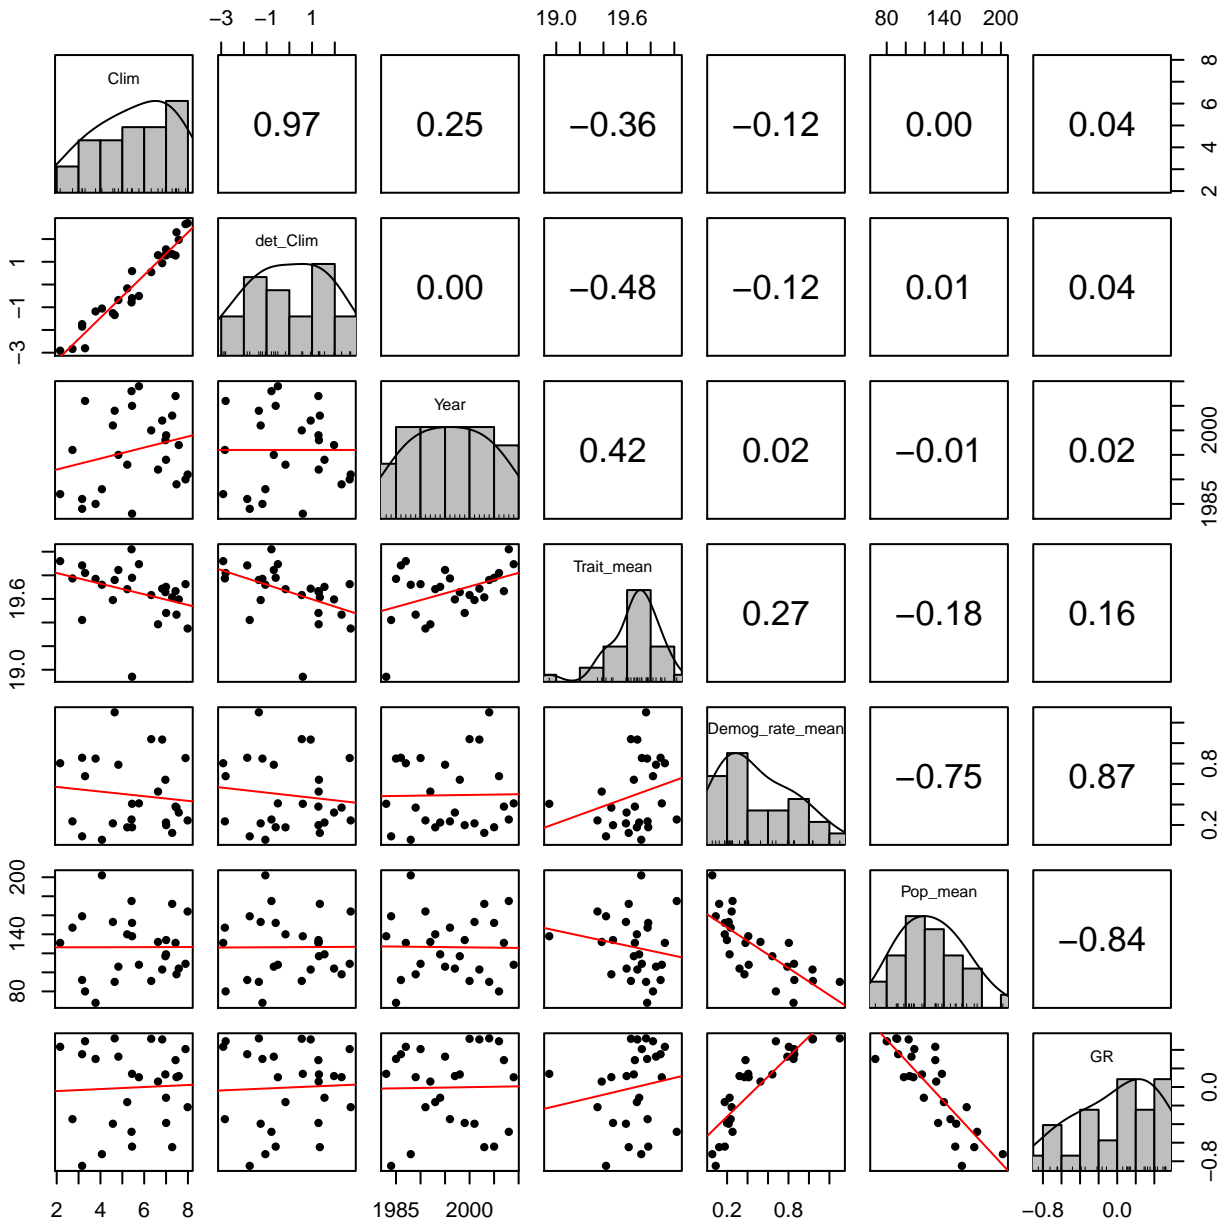 −3 −1 1 19.0 19.6 80 140 200
Clim 0.97 0.25 −0.36 −0.12 0.00 0.04
2 4 6 8
det_Clim 0.00 −0.48 −0.12 0.01 0.04
−3 −1 1
Year 0.42 0.02 −0.01 0.02
1985 2000
Trait_mean 0.27 −0.18 0.16
19.0 19.6
Demog_rate_mean −0.75 0.87
0.2 0.8
Pop_mean −0.84
80 140 200
GR
−0.8 0.0
2 4 6 8 1985 2000 0.2 0.8 −0.8 0.0